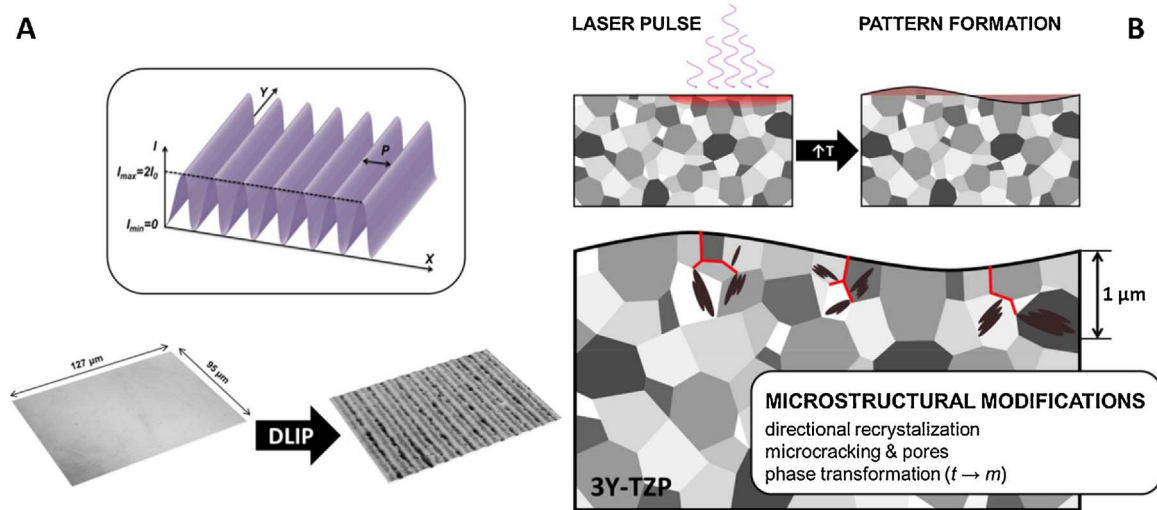 A
Y
I
P
Imax=2I0
Imin=0
X
127 µm
95 µm
DLIP
LASER PULSE
PATTERN FORMATION
B
↑T
1 µm
MICROSTRUCTURAL MODIFICATIONS
directional recrystalization
microcracking & pores
phase transformation (t → m)
3Y-TZP